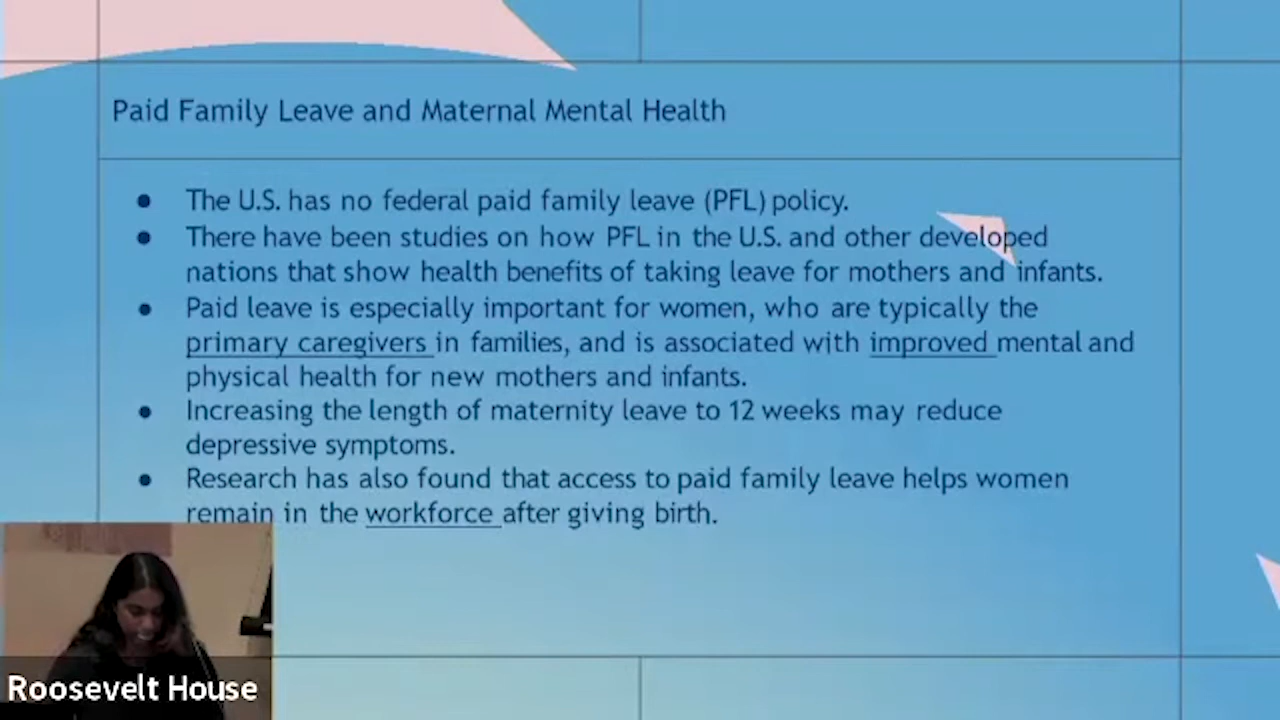 Paid Family Leave and Maternal Mental Health
● The U.S. has no federal paid family leave (PFL) policy.
● There have been studies on how PFL in the U.S. and other developed
nations that show health benefits of taking leave for mothers and infants.
● Paid leave is especially important for women, who are typically the
primary caregivers in families, and is associated with improved mental and
physical health for new mothers and infants.
● Increasing the length of maternity leave to 12 weeks may reduce
depressive symptoms.
● Research has also found that access to paid family leave helps women
remain in the workforce after giving birth.
Roosevelt House